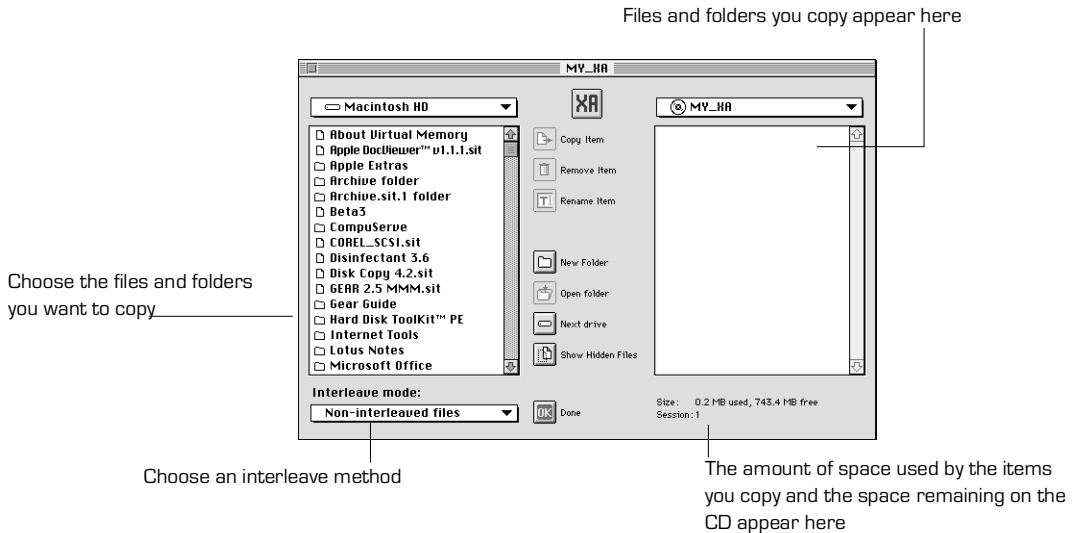 Files and folders you copy appear here
MY_XA
Macintosh HD
XA
MY_XA
About Virtual Memory
Apple DocViewer™ v1.1.1.sit
Apple Extras
Archive folder
Archive.sit.1 folder
Beta3
CompuServe
COREL_SCSI.sit
Disinfectant 3.6
Disk Copy 4.2.sit
GEAR 2.5 MMM.sit
Gear Guide
Hard Disk ToolKit™ PE
Internet Tools
Lotus Notes
Microsoft Office
Copy Item
Remove Item
Rename Item
New Folder
Open folder
Next drive
Show Hidden Files
Choose the files and folders
you want to copy
Interleave mode:
Non-interleaved files
OK Done
Size: 0.2 MB used, 743.4 MB free
Session: 1
Choose an interleave method
The amount of space used by the items
you copy and the space remaining on the
CD appear here